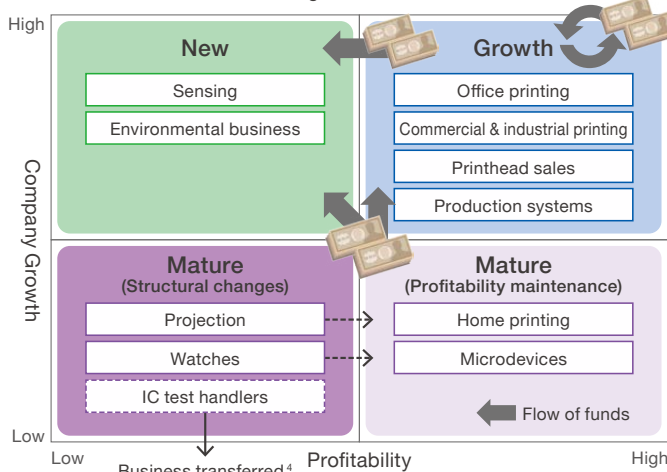 High
New
Growth
Sensing
Environmental business
Office printing
Commercial & industrial printing
Printhead sales
Production systems
Company Growth
Mature
(Structural changes)
Mature
(Profitability maintenance)
Projection
Watches
IC test handlers
Home printing
Microdevices
Flow of funds
Low
Low
Profitability
High
Business transferred4